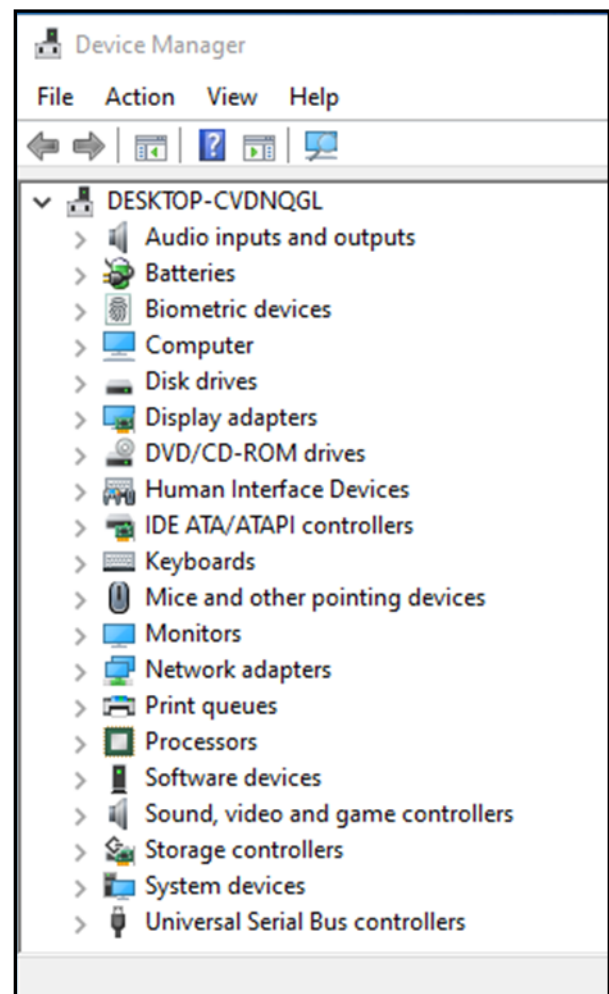 Device Manager
File Action View Help
DESKTOP-CVDNQGL
Audio inputs and outputs
Batteries
Biometric devices
Computer
Disk drives
Display adapters
DVD/CD-ROM drives
Human Interface Devices
IDE ATA/ATAPI controllers
Keyboards
Mice and other pointing devices
Monitors
Network adapters
Print queues
Processors
Software devices
Sound, video and game controllers
Storage controllers
System devices
Universal Serial Bus controllers